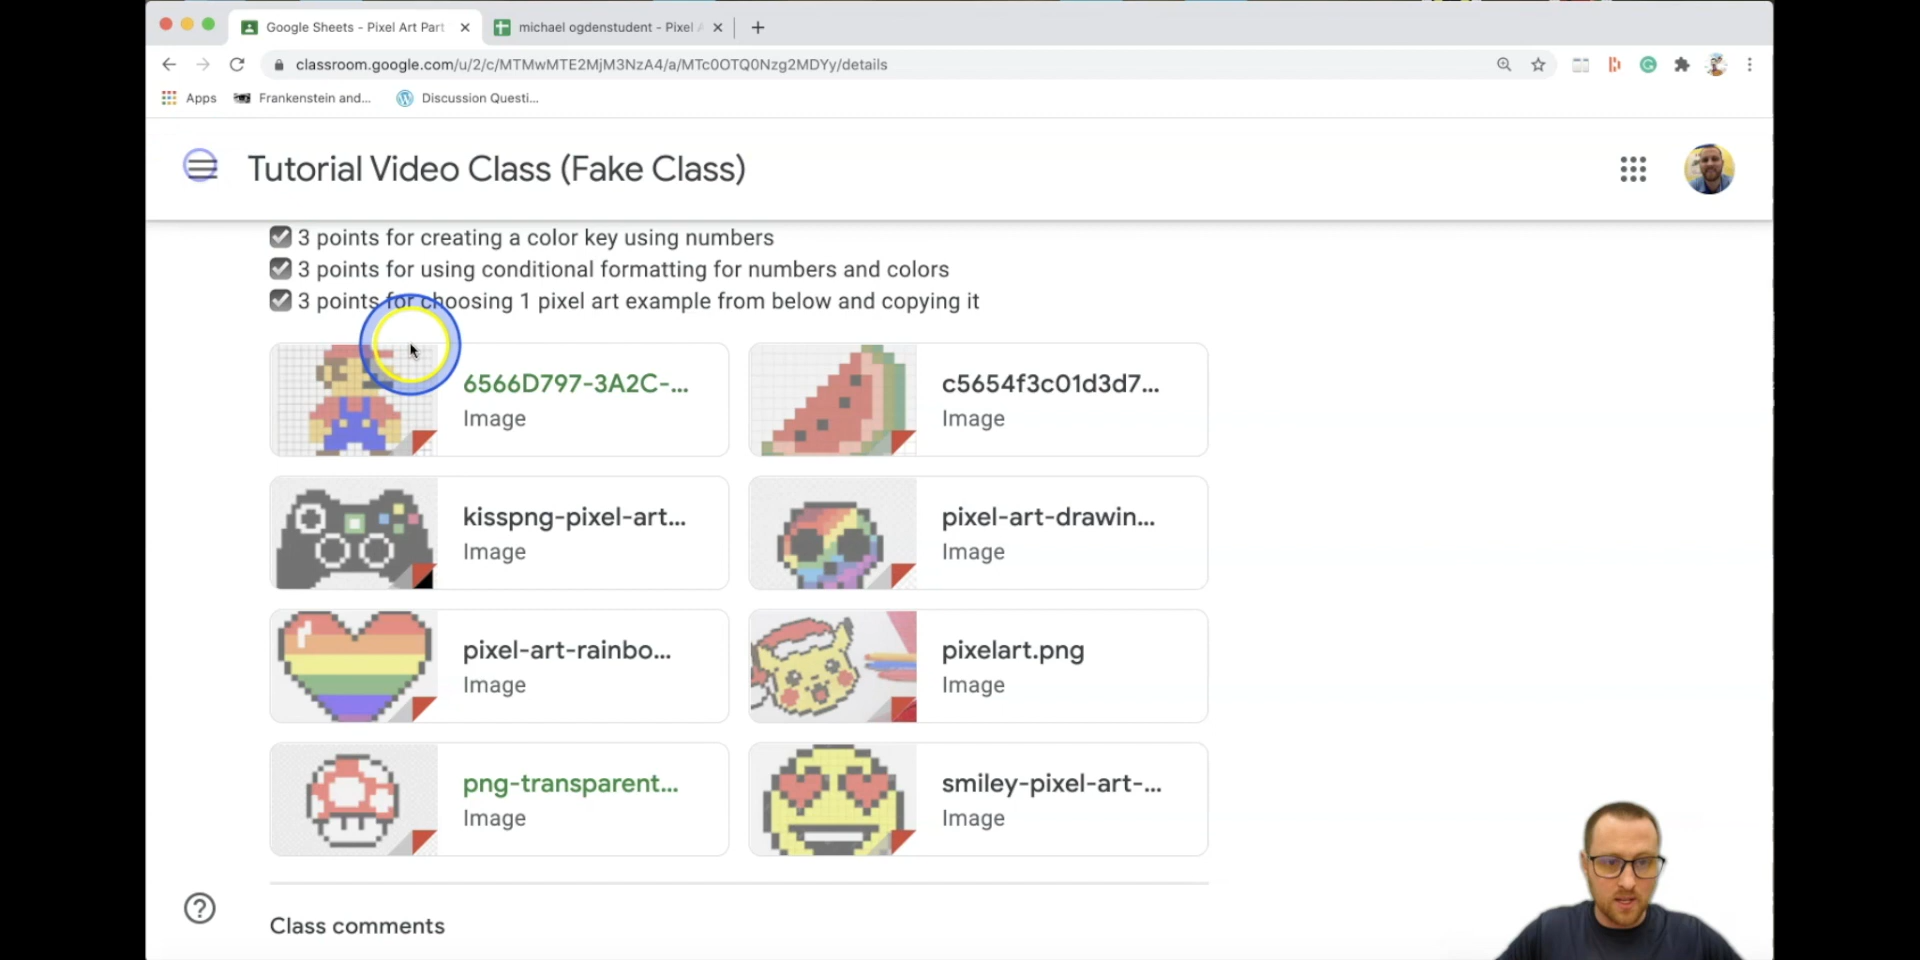 Google Sheets - Pixel Art Part
michael ogdenstudent - Pixel A
classroom.google.com/u/2/c/MTMwMTE2MjM3NzA4/a/MTc0OTQ0Nzg2MDYy/details
Apps
Frankenstein and...
Discussion Questi...
Tutorial Video Class (Fake Class)
3 points for creating a color key using numbers
3 points for using conditional formatting for numbers and colors
3 points for choosing 1 pixel art example from below and copying it
6566D797-3A2C-...
Image
c5654f3c01d3d7...
Image
kisspng-pixel-art...
Image
pixel-art-drawin...
Image
pixel-art-rainbo...
Image
pixelart.png
Image
png-transparent...
Image
smiley-pixel-art-...
Image
Class comments